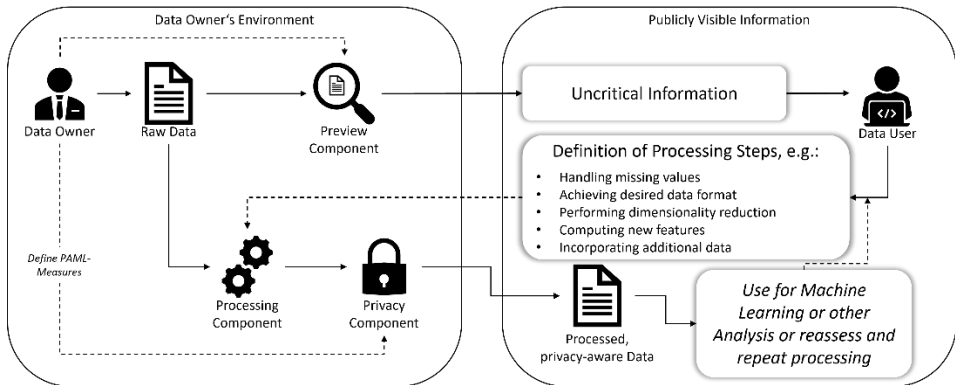 Data Owner's Environment
Publicly Visible Information
Data Owner
Raw Data
Preview
Component
Uncritical Information
Data User
</>
Definition of Processing Steps, e.g.:
• Handling missing values
• Achieving desired data format
• Performing dimensionality reduction
• Computing new features
• Incorporating additional data
Define PAML-
Measures
Processing
Component
Privacy
Component
Processed,
privacy-aware Data
Use for Machine
Learning or other
Analysis or reassess and
repeat processing